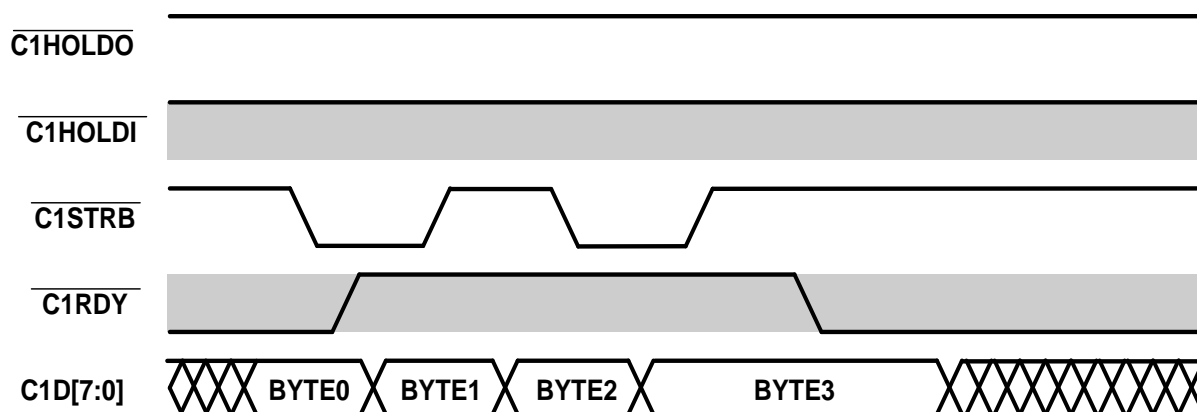 C1HOLDO
C1HOLDI
C1STRB
C1RDY
C1D[7:0] BYTE0 BYTE1 BYTE2 BYTE3